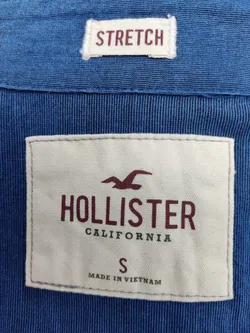 STRETCH
HOLLISTER
CALIFORNIA
S
MADE IN VIETNAM